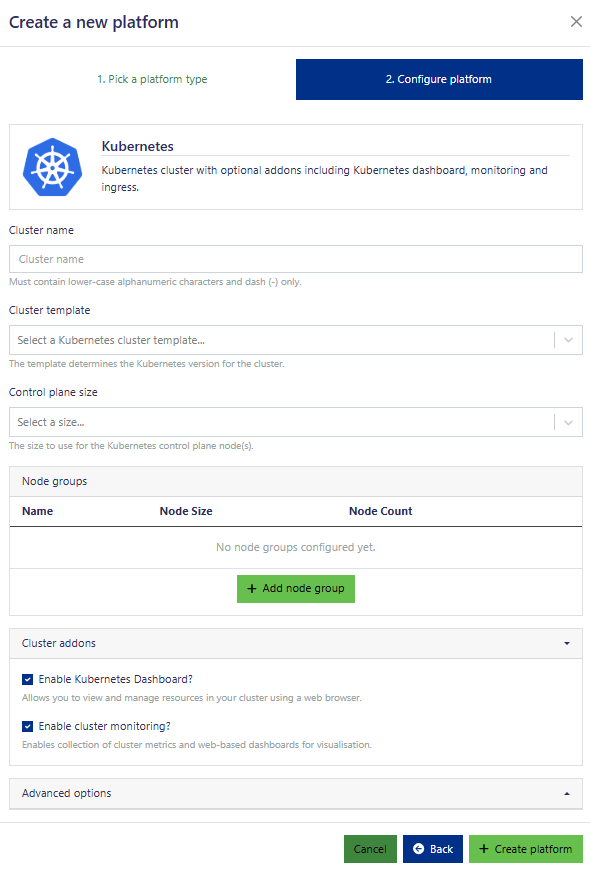 Create a new platform
1. Pick a platform type
2. Configure platform
Kubernetes
Kubernetes cluster with optional addons including Kubernetes dashboard, monitoring and
ingress.
Cluster name
Cluster name
Must contain lower-case alphanumeric characters and dash (-) only.
Cluster template
Select a Kubernetes cluster template...
The template determines the Kubernetes version for the cluster.
Control plane size
Select a size...
The size to use for the Kubernetes control plane node(s).
Node groups
Name Node Size Node Count
No node groups configured yet.
+ Add node group
Cluster addons
Enable Kubernetes Dashboard?
Allows you to view and manage resources in your cluster using a web browser.
Enable cluster monitoring?
Enables collection of cluster metrics and web-based dashboards for visualisation.
Advanced options
Cancel
Back
+ Create platform